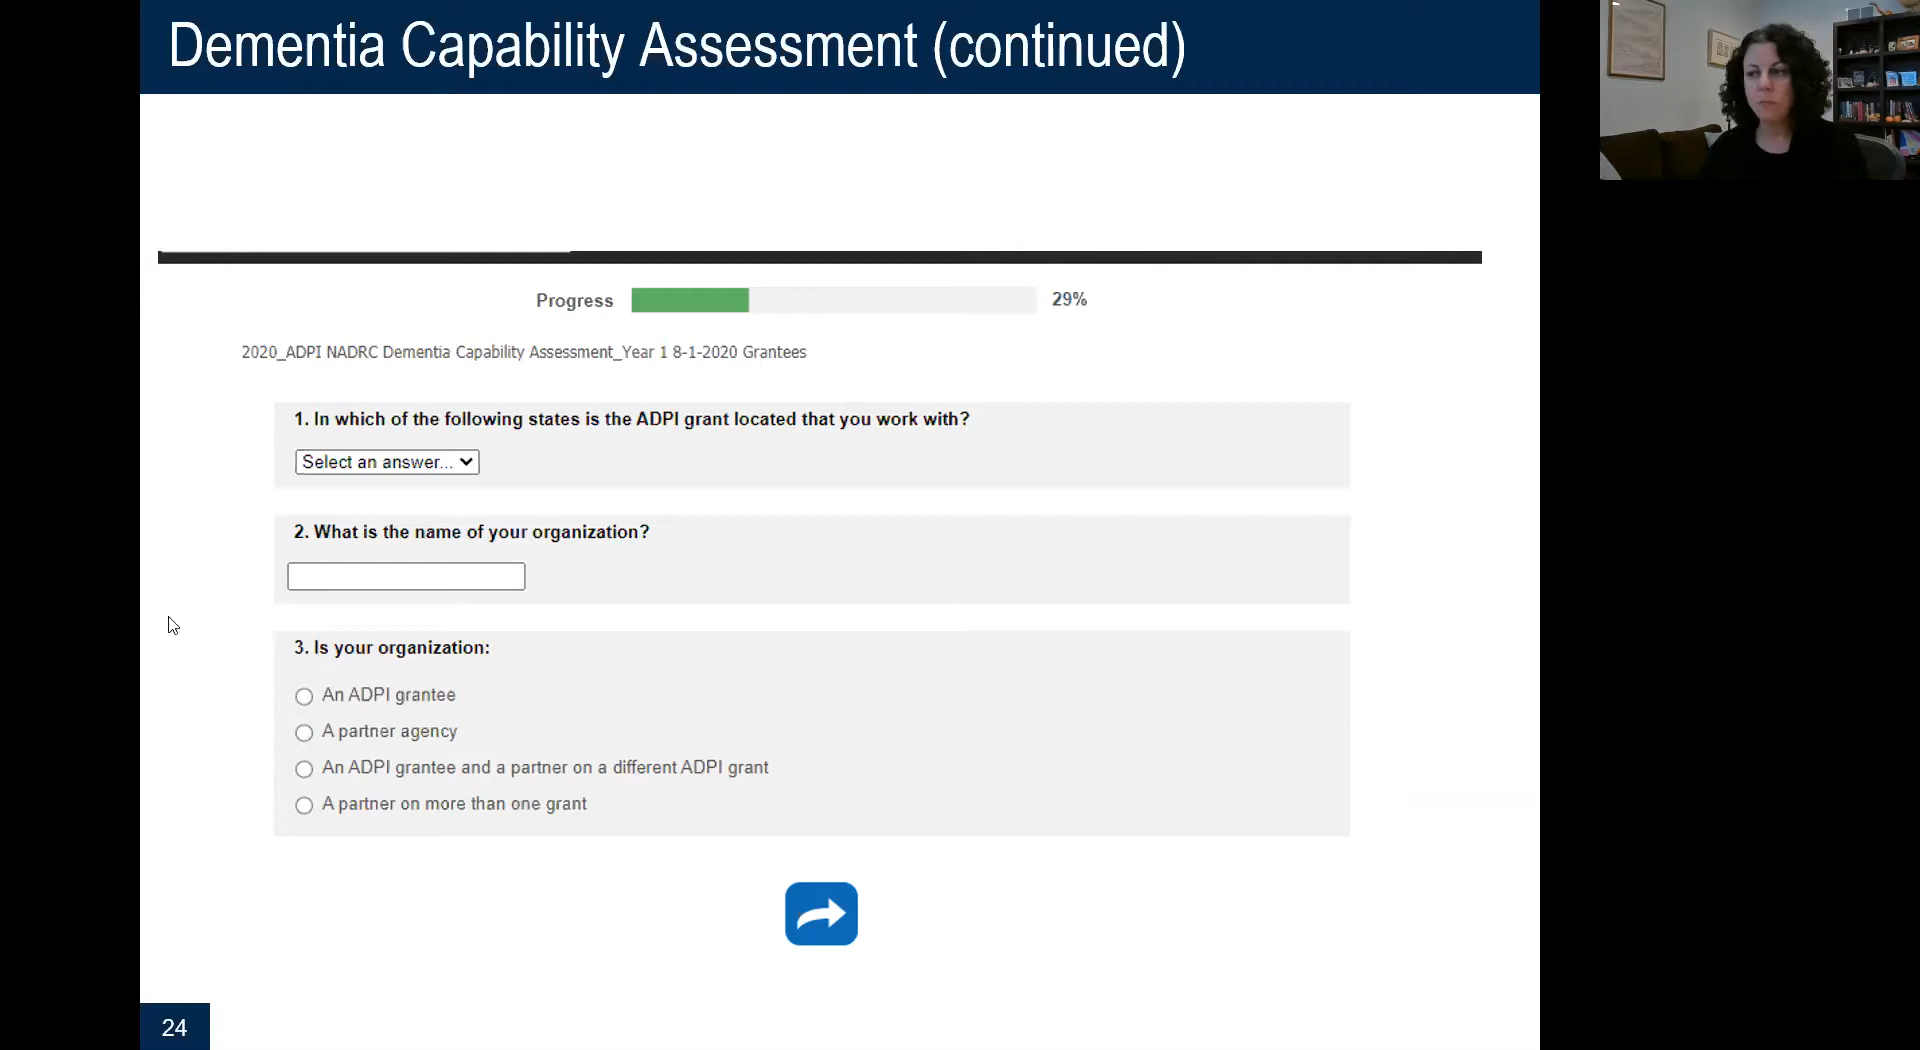 Dementia Capability Assessment (continued)
Progress 29%
2020_ADPI NADRC Dementia Capability Assessment_Year 1 8-1-2020 Grantees
1. In which of the following states is the ADPI grant located that you work with?
Select an answer...
2. What is the name of your organization?
3. Is your organization:
An ADPI grantee
A partner agency
An ADPI grantee and a partner on a different ADPI grant
A partner on more than one grant
24